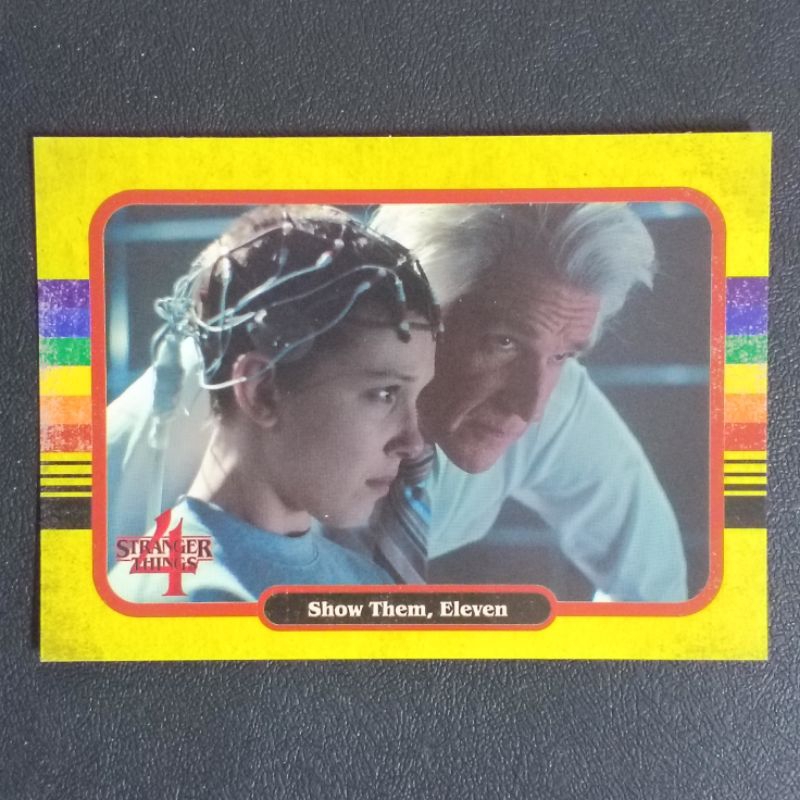 4
STRANGER
THINGS
Show Them, Eleven